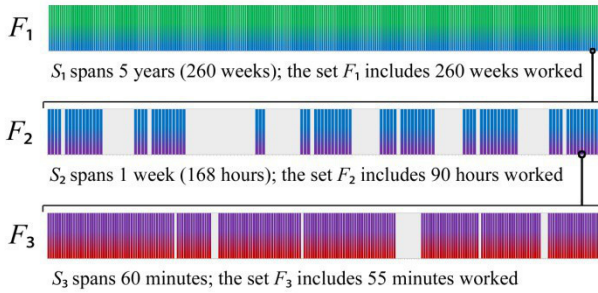 F₁
S₁ spans 5 years (260 weeks); the set F₁ includes 260 weeks worked
F₂
S₂ spans 1 week (168 hours); the set F₂ includes 90 hours worked
F₃
S₃ spans 60 minutes; the set F₃ includes 55 minutes worked